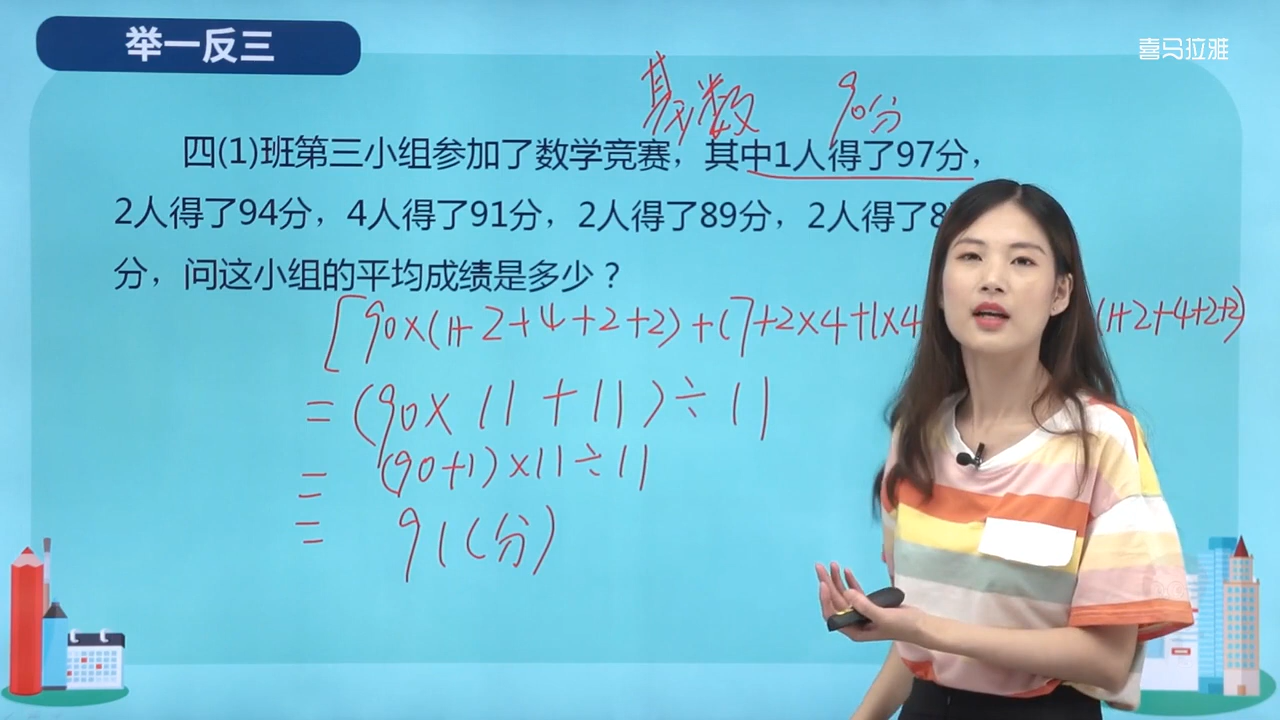 举一反三
喜马拉雅
基数 90分
四(1)班第三小组参加了数学竞赛，其中1人得了97分，
2人得了94分，4人得了91分，2人得了89分，2人得了8
分，问这小组的平均成绩是多少？
[90×(1+2+4+2+2)+(7+2×4+1×4 (1+2+4+2+2)
=(90×11+11)÷11
= (90+1)×11÷11
= 91(分)